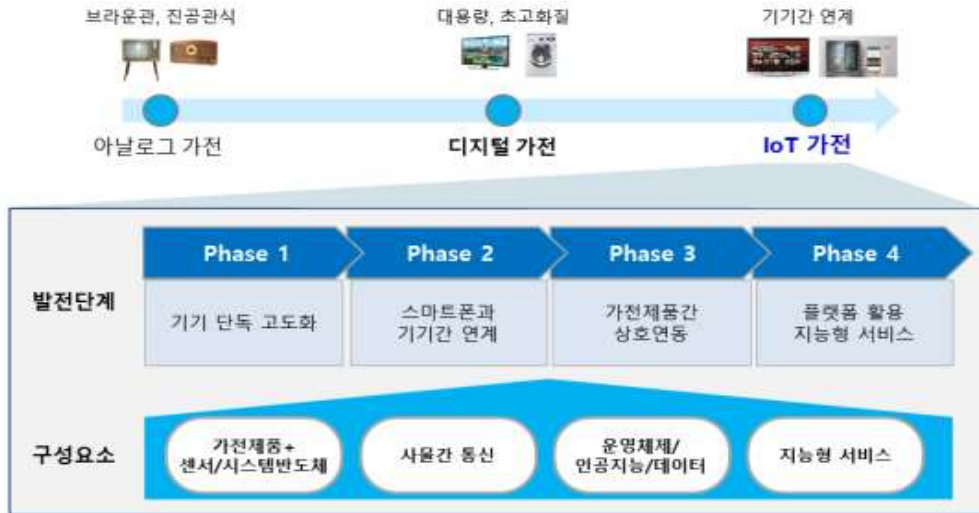 브라운관, 진공관식
대용량, 초고화질
기기간 연계
아날로그 가전
디지털 가전
IoT 가전
Phase 1
Phase 2
Phase 3
Phase 4
발전단계
기기 단독 고도화
스마트폰과
기기간 연계
가전제품간
상호연동
플랫폼 활용
지능형 서비스
구성요소
가전제품+
센서/시스템반도체
사물간 통신
운영체제/
인공지능/데이터
지능형 서비스